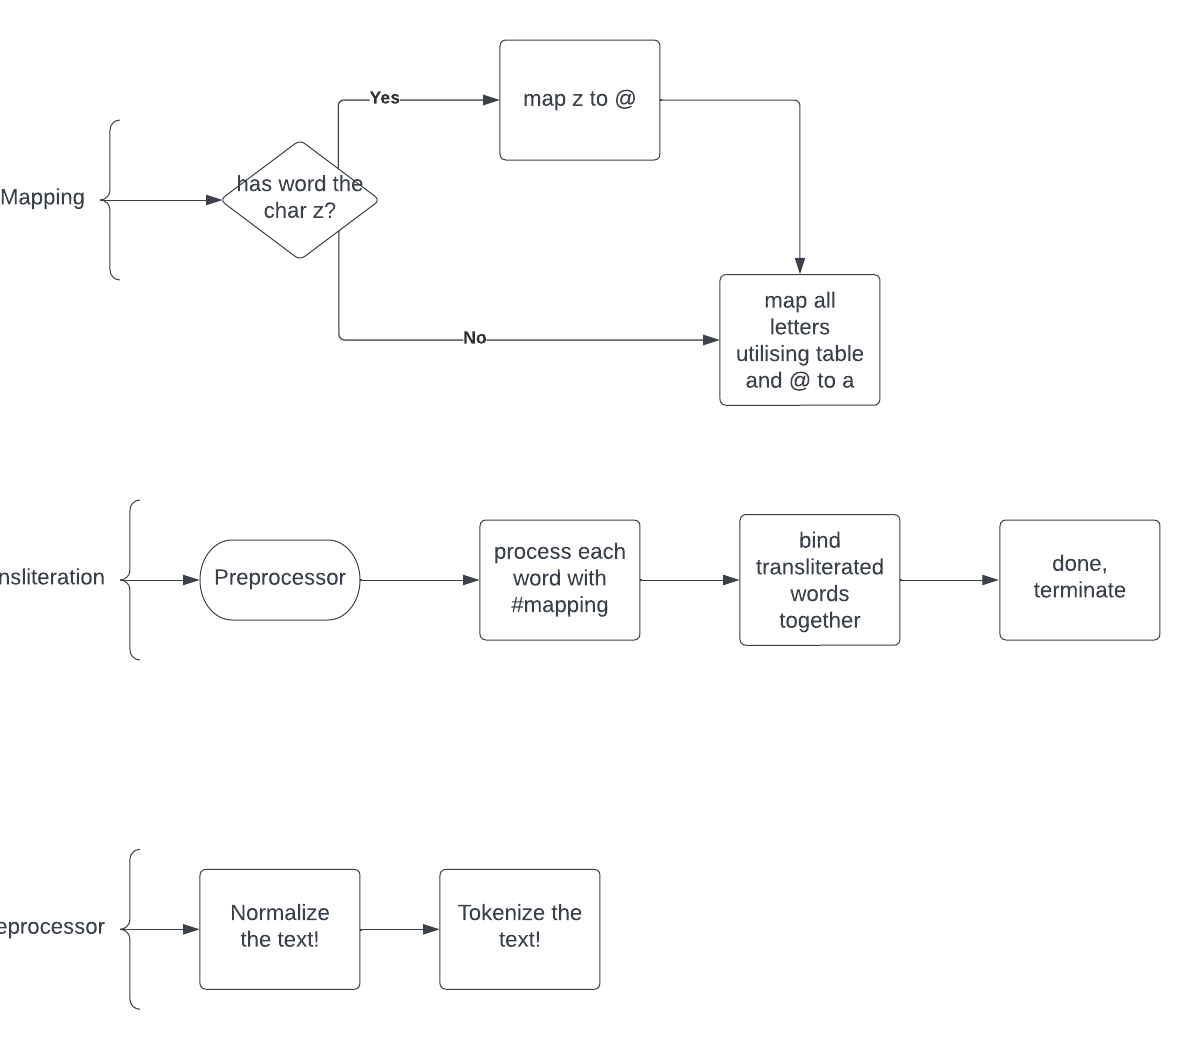 Yes
map z to @
Mapping
has word the
char z?
No
map all
letters
utilising table
and @ to a
nsliteration
Preprocessor
process each
word with
#mapping
bind
transliterated
words
together
done,
terminate
eprocessor
Normalize
the text!
Tokenize the
text!